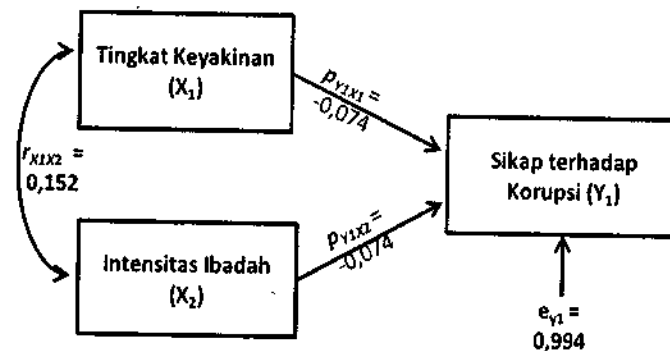 Tingkat Keyakinan
(X₁)
pY1X1 =
-0,074
rX1X2 =
0,152
Sikap terhadap
Korupsi (Y₁)
pY1X2 =
-0,074
Intensitas Ibadah
(X₂)
eY1 =
0,994